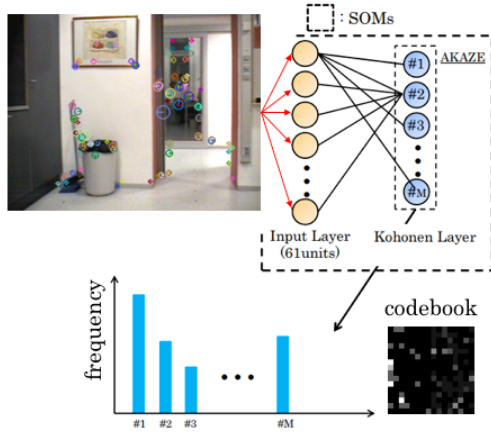 : SOMs
AKAZE
#1
#2
#3
#M
Input Layer
(61units)
Kohonen Layer
frequency
codebook
#1 #2 #3 #M